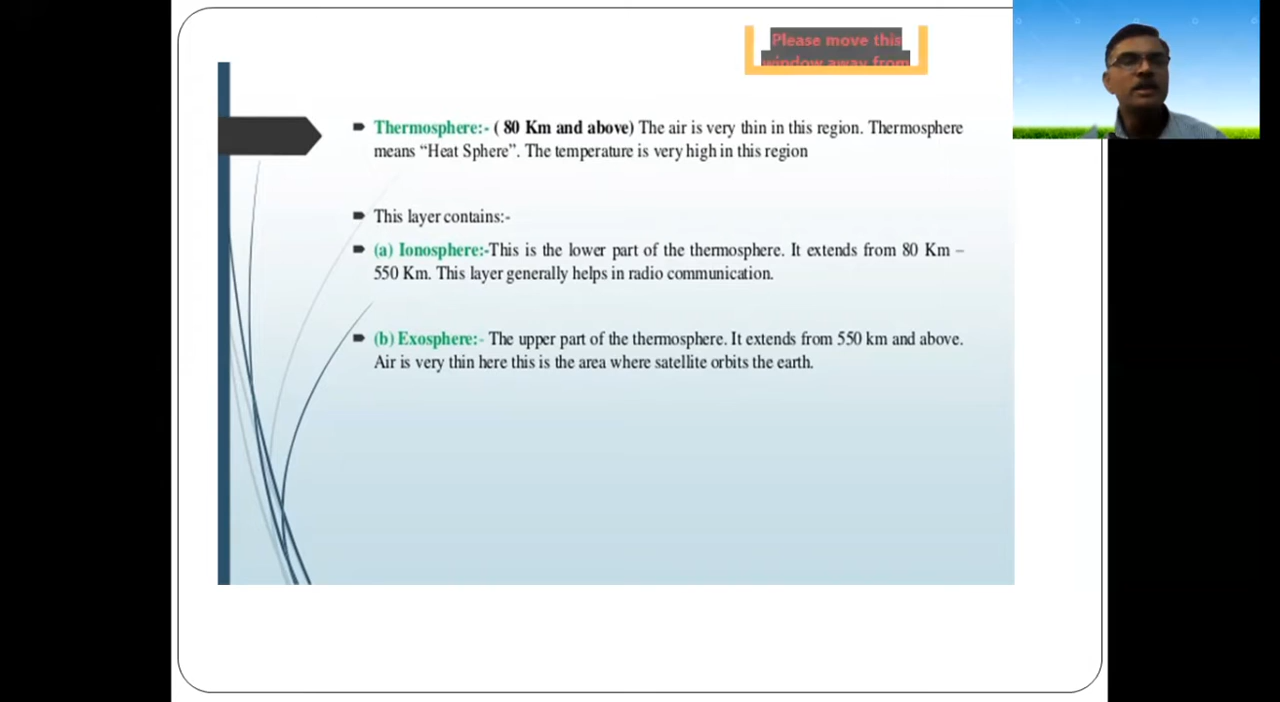 Please move this
window away from
Thermosphere:- ( 80 Km and above) The air is very thin in this region. Thermosphere
means “Heat Sphere”. The temperature is very high in this region
This layer contains:-
(a) Ionosphere:-This is the lower part of the thermosphere. It extends from 80 Km –
550 Km. This layer generally helps in radio communication.
(b) Exosphere:- The upper part of the thermosphere. It extends from 550 km and above.
Air is very thin here this is the area where satellite orbits the earth.